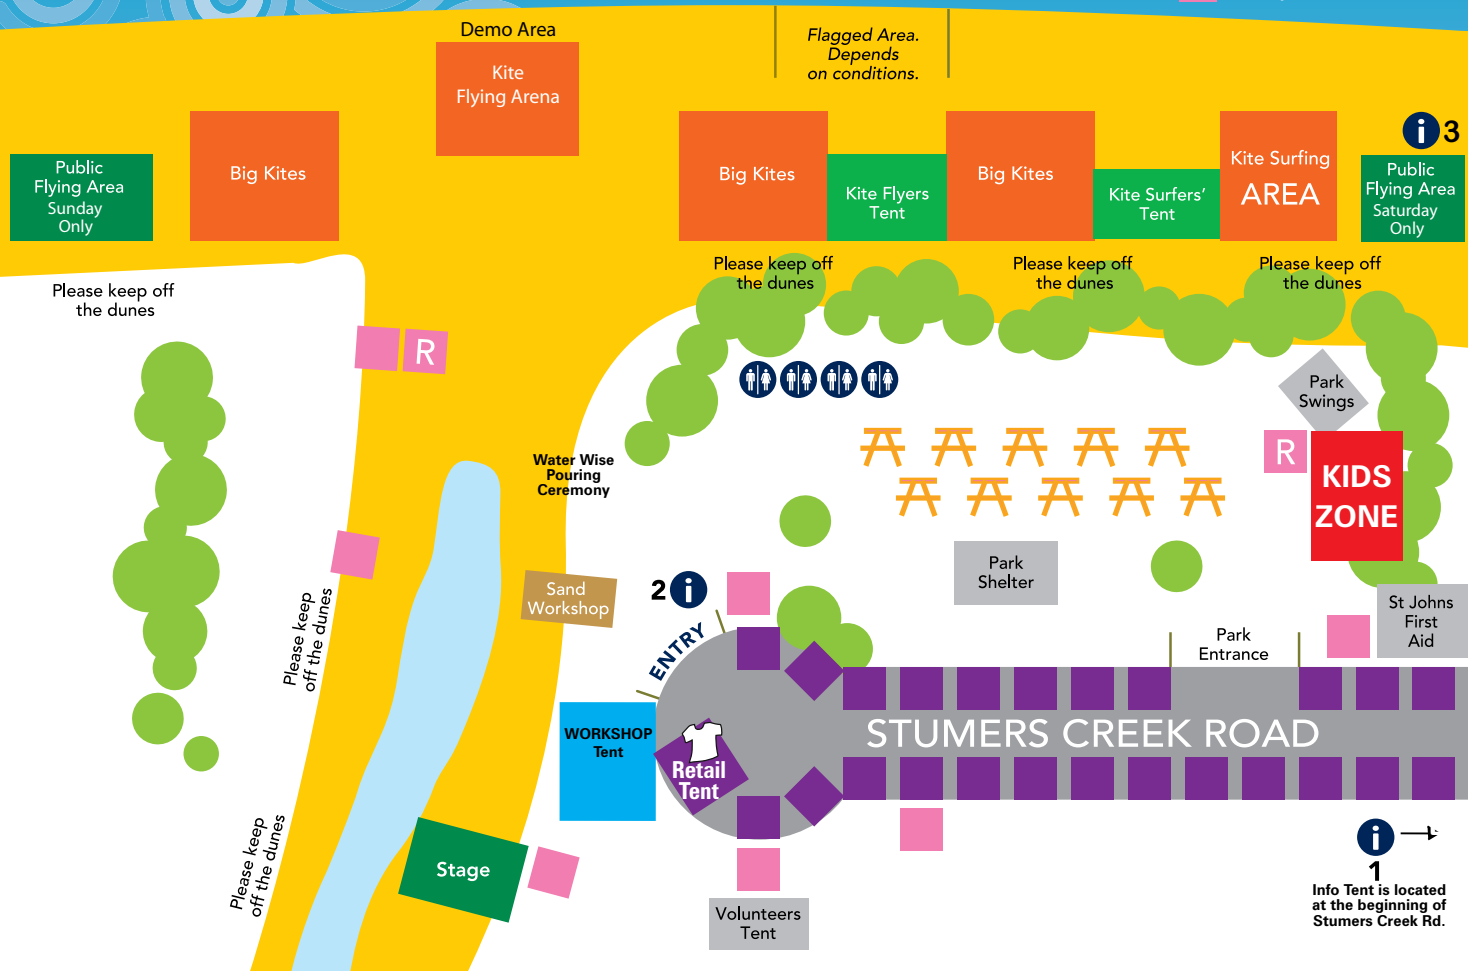 Demo Area
Kite
Flying Arena
Flagged Area.
Depends
on conditions.
Public
Flying Area
Sunday
Only
Big Kites
Big Kites
Kite Flyers
Tent
Big Kites
Kite Surfers’
Tent
Kite Surfing
AREA
3
Public
Flying Area
Saturday
Only
Please keep off
the dunes
Please keep off
the dunes
Please keep off
the dunes
Please keep off
the dunes
R
Park
Swings
R
KIDS
ZONE
Water Wise
Pouring
Ceremony
Park
Shelter
Sand
Workshop
2 i
ENTRY
St Johns
First
Aid
Park
Entrance
Please keep
off the dunes
WORKSHOP
Tent
Retail
Tent
STUMERS CREEK ROAD
Please keep
off the dunes
Stage
Volunteers
Tent
i
1
Info Tent is located
at the beginning of
Stumers Creek Rd.